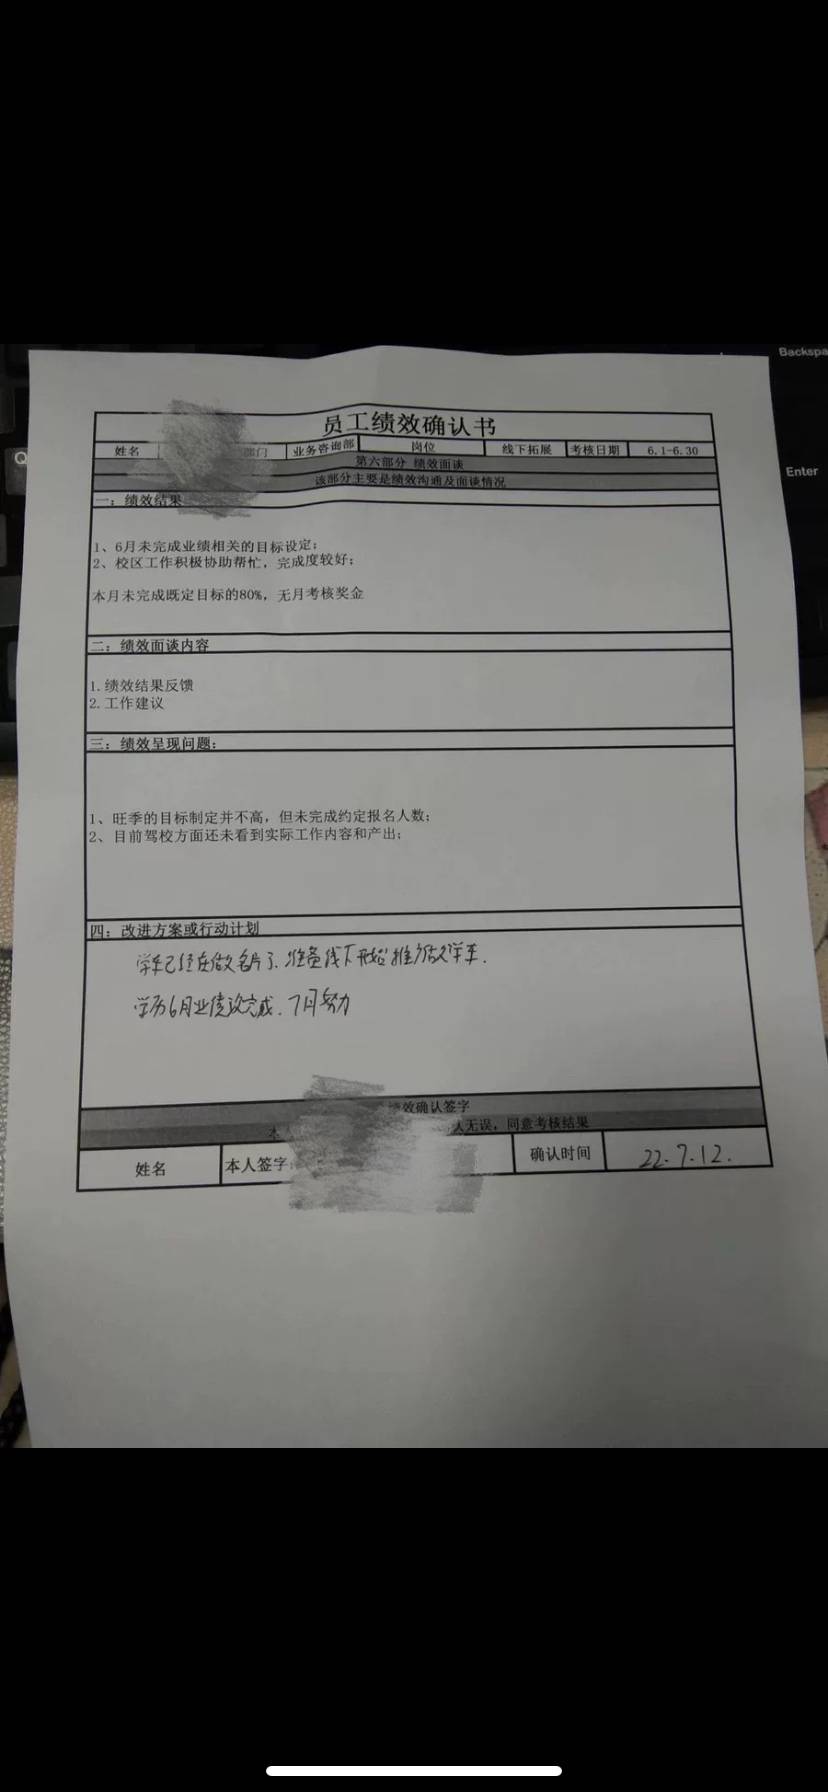 Backspa
员工绩效确认书
姓名 部门 业务咨询部 岗位 线下拓展 考核日期 6.1-6.30
Q
第六部分 绩效面谈
Enter
该部分主要是绩效沟通及面谈情况
一：绩效结果
1、6月未完成业绩相关的目标设定；
2、校区工作积极协助帮忙，完成度较好；
本月未完成既定目标的80%，无月考核奖金
二：绩效面谈内容
1.绩效结果反馈
2.工作建议
三：绩效呈现问题：
1、旺季的目标制定并不高，但未完成约定报名人数；
2、目前驾校方面还未看到实际工作内容和产出；
四：改进方案或行动计划
学车已经在做名片了．准备线下开始推广做学车．
学历6月业绩没完成．7月努力
绩效确认签字
本人 人无误，同意考核结果
姓名 本人签字： 确认时间 22.7.12.